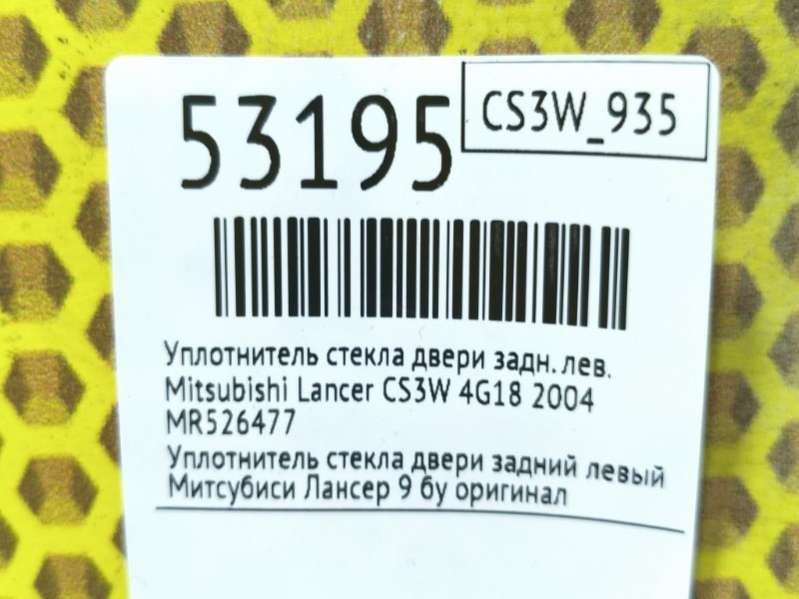 53195
CS3W_935
Уплотнитель стекла двери задн. лев.
Mitsubishi Lancer CS3W 4G18 2004
MR526477
Уплотнитель стекла двери задний левый
Митсубиси Лансер 9 бу оригинал